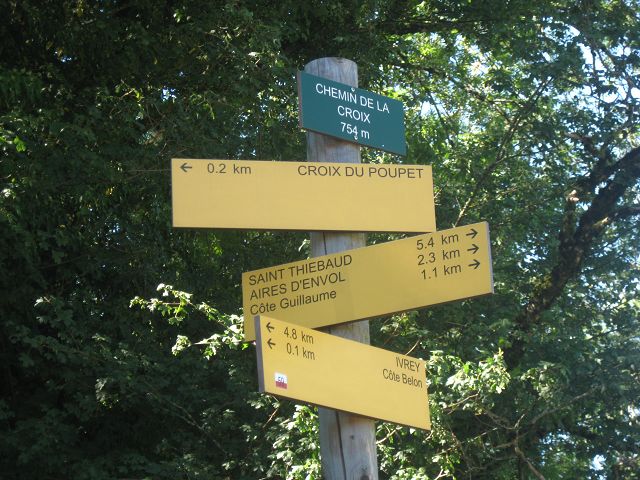 CHEMIN DE LA
CROIX
754 m
← 0.2 km CROIX DU POUPET
SAINT THIEBAUD 5.4 km →
AIRES D'ENVOL 2.3 km →
Côte Guillaume 1.1 km →
← 4.8 km IVREY
← 0.1 km Côte Belon